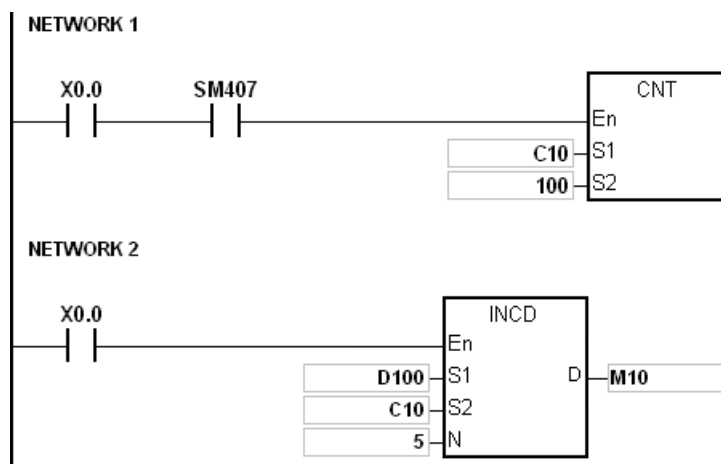 NETWORK 1
X0.0 SM407
CNT
En
C10 S1
100 S2
NETWORK 2
X0.0
INCD
En
D100 S1 D M10
C10 S2
5 N